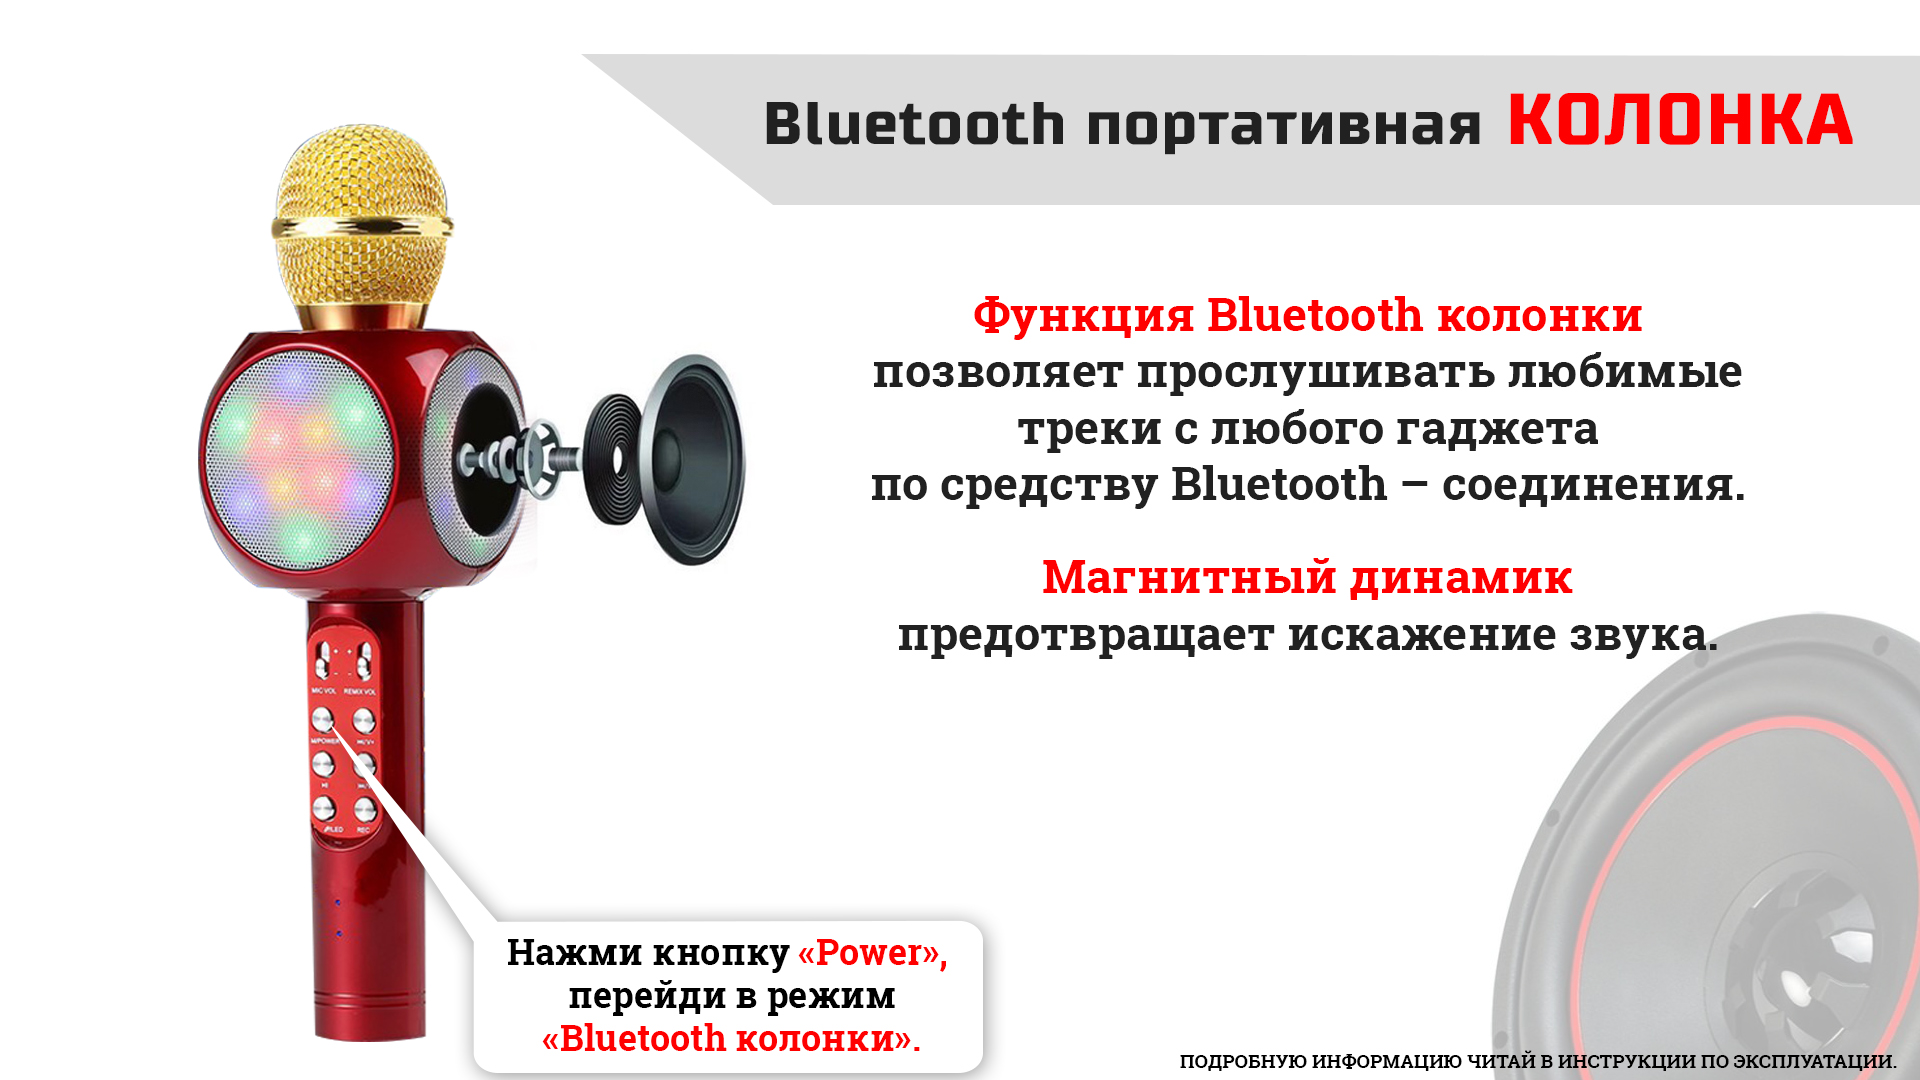 Bluetooth портативная КОЛОНКА
Функция Bluetooth колонки
позволяет прослушивать любимые
треки с любого гаджета
по средству Bluetooth – соединения.
Магнитный динамик
предотвращает искажение звука.
MIC VOL REMIX VOL
M/POWER
LED REC
Нажми кнопку «Power»,
перейди в режим
«Bluetooth колонки».
ПОДРОБНУЮ ИНФОРМАЦИЮ ЧИТАЙ В ИНСТРУКЦИИ ПО ЭКСПЛУАТАЦИИ.